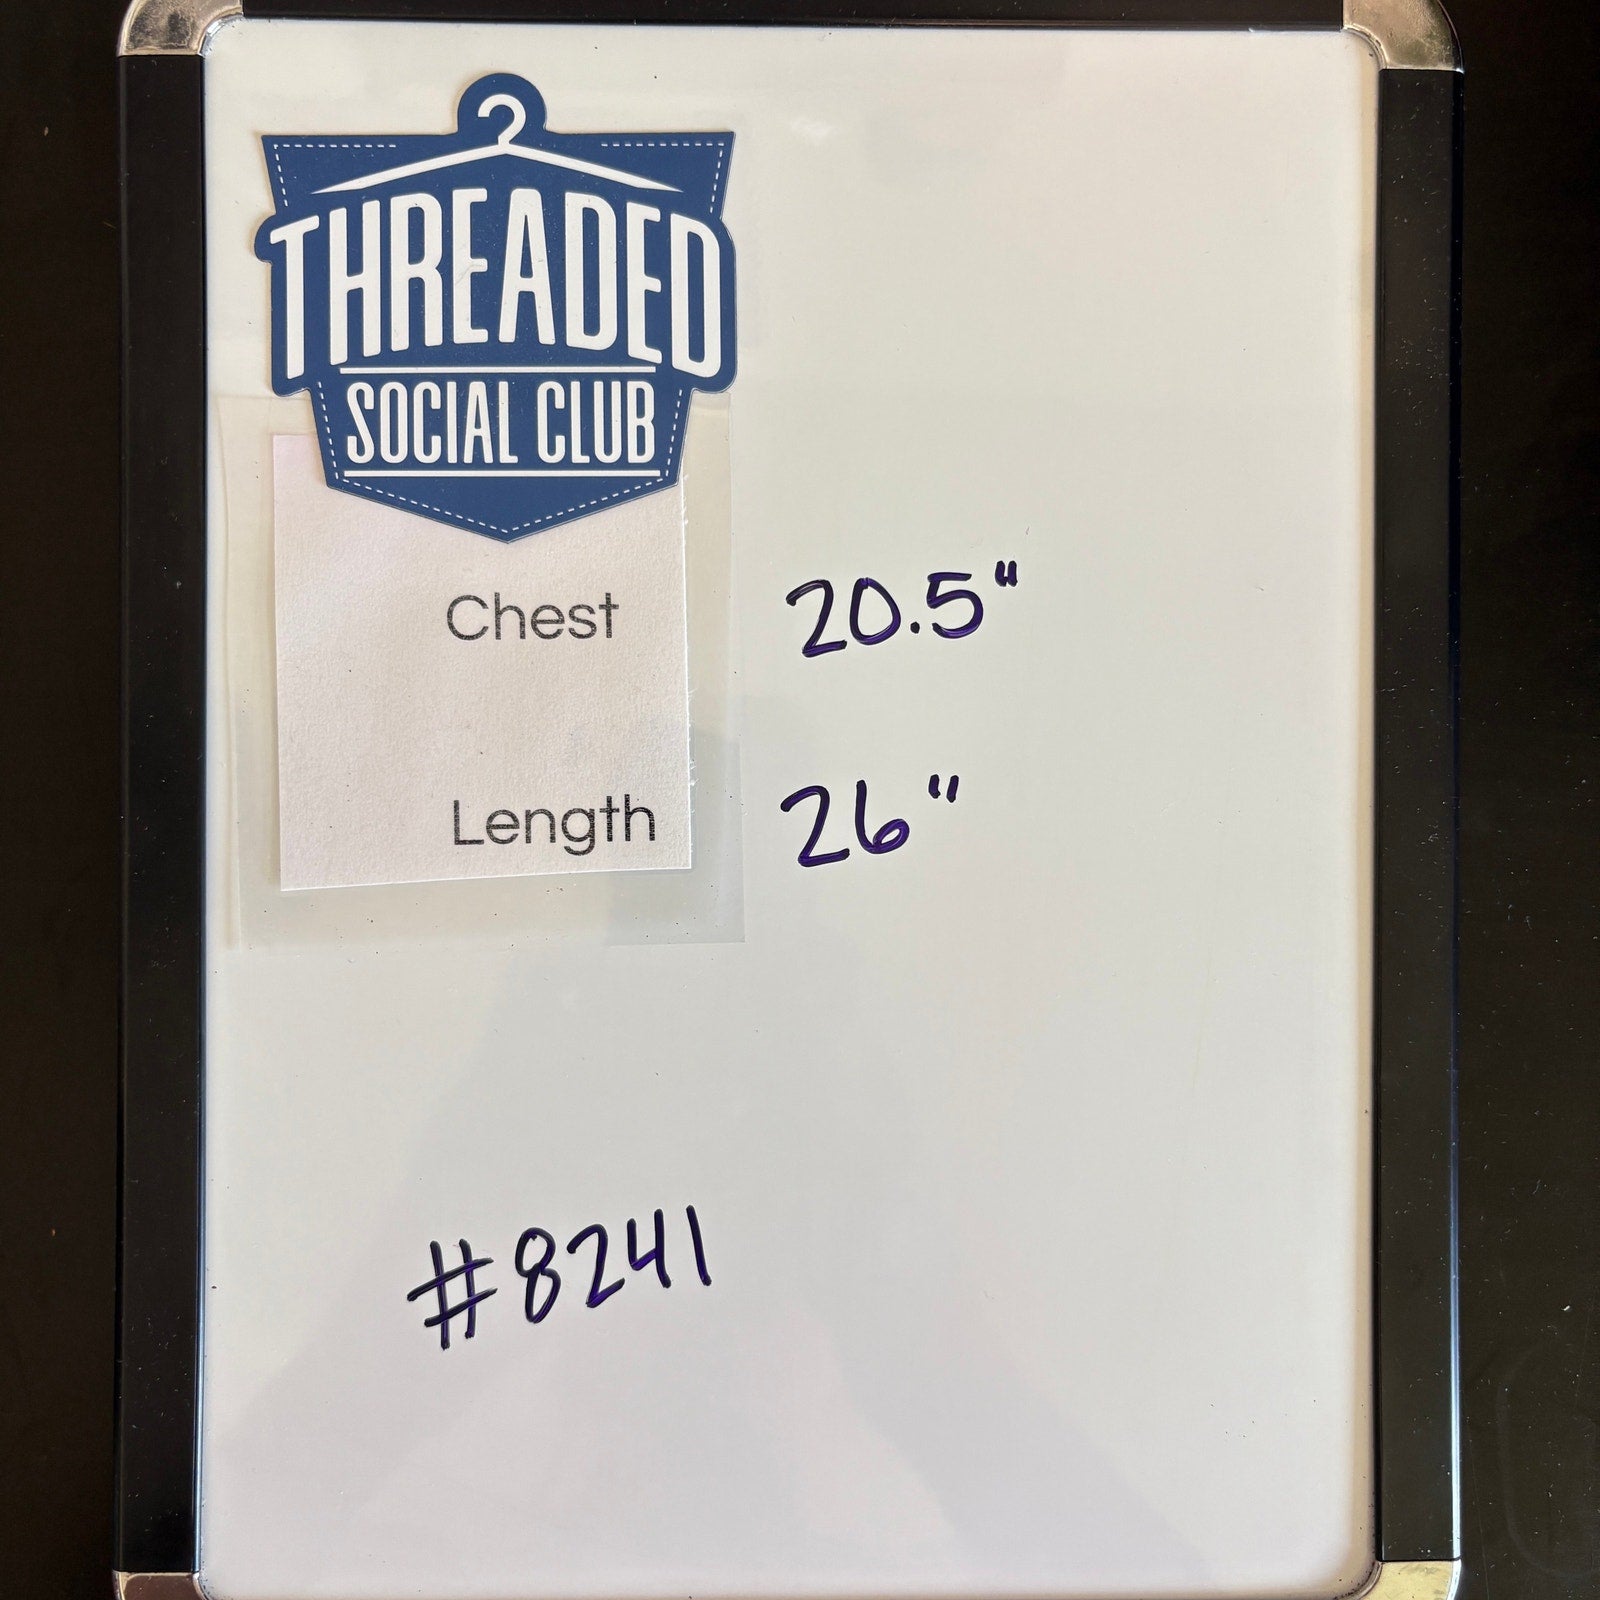 THREADED
SOCIAL CLUB
Chest 20.5"
Length 26"
#8241